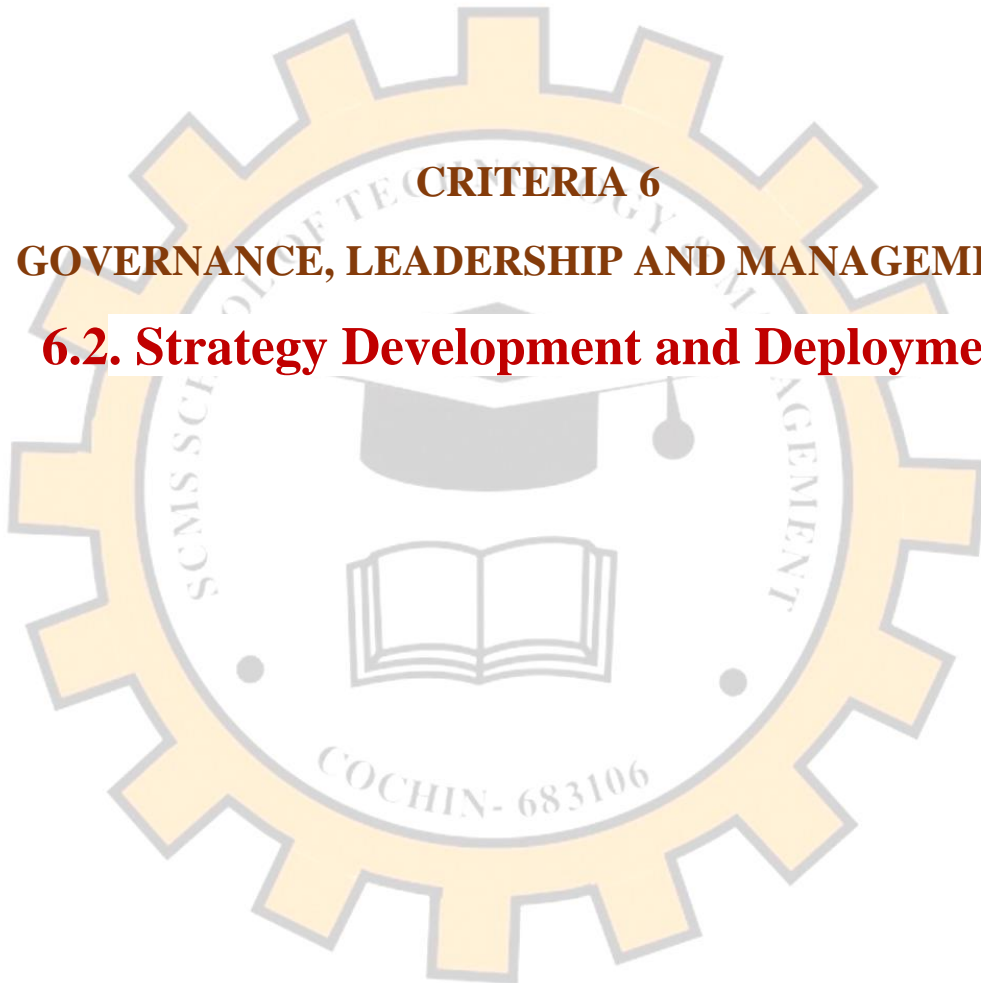 CRITERIA 6
GOVERNANCE, LEADERSHIP AND MANAGEM
6.2. Strategy Development and Deployme
SCMS SCHOOL OF TECHNOLOGY & MANAGEMENT
COCHIN- 683106